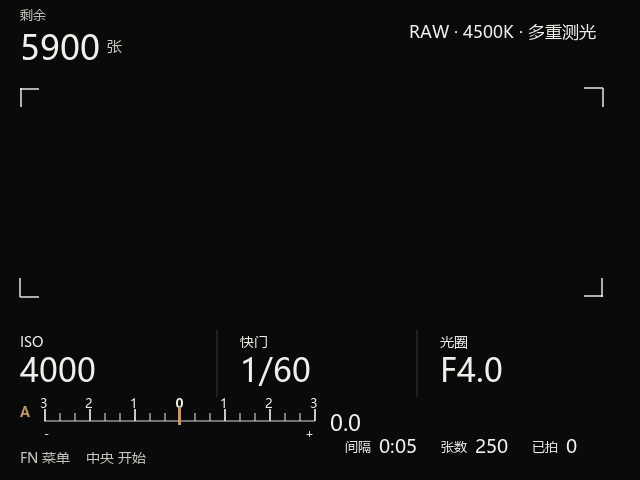 剩余
5900 张
RAW · 4500K · 多重测光
ISO
4000
快门
1/60
光圈
F4.0
A 3 2 1 0 1 2 3
- +
0.0
间隔 0:05 张数 250 已拍 0
FN 菜单 中央 开始